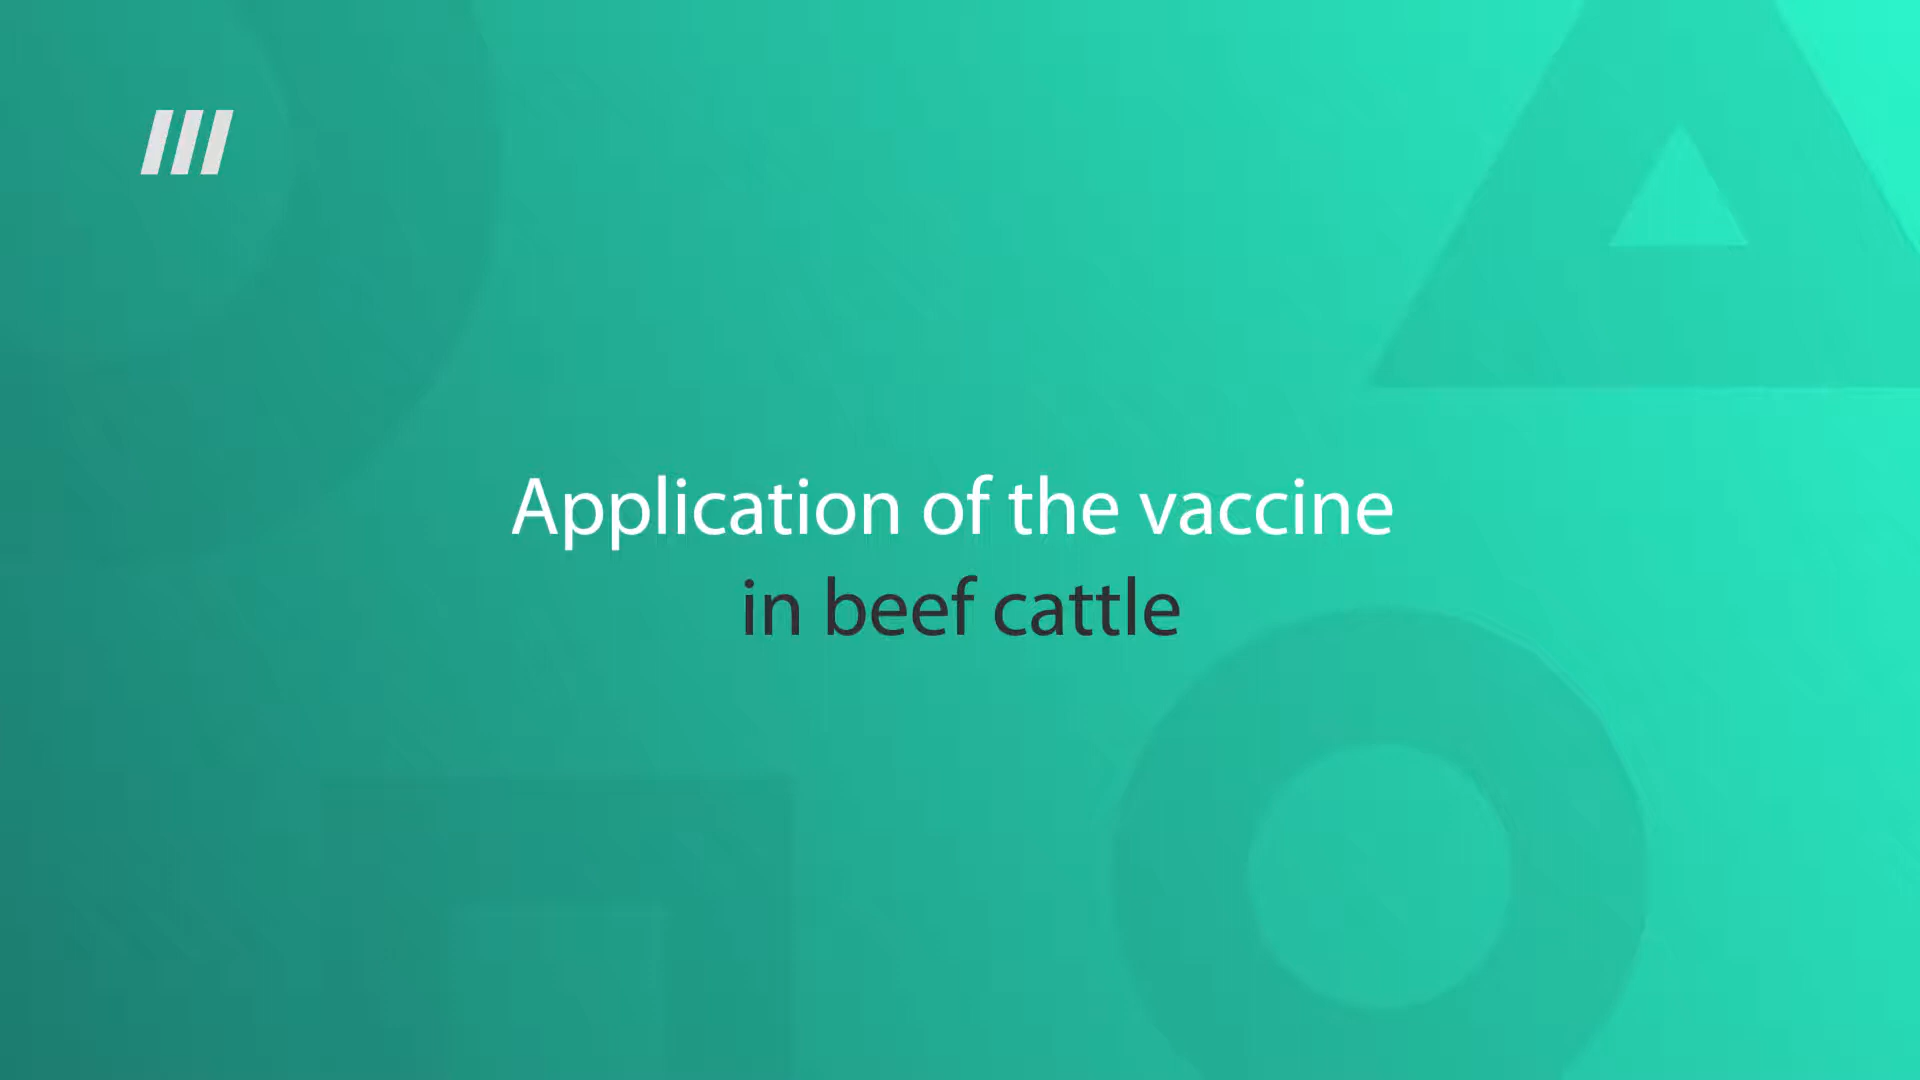 Application of the vaccine
in beef cattle